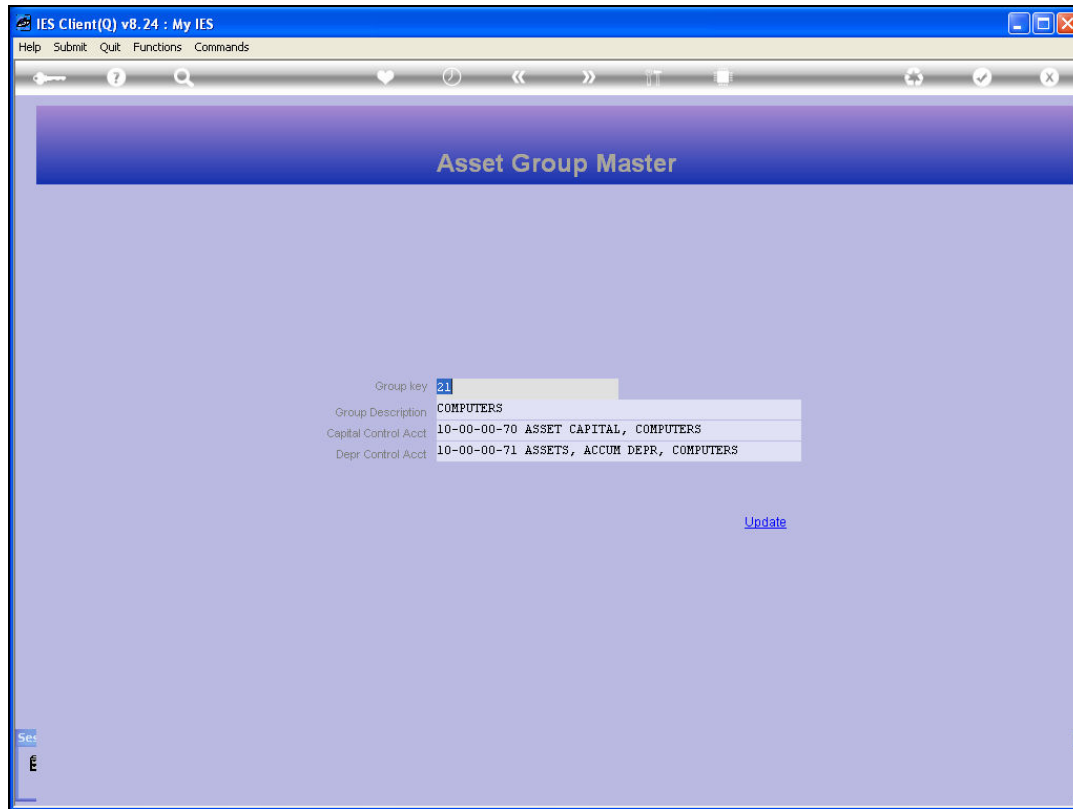 IES Client(Q) v8.24 : My IES
Help Submit Quit Functions Commands
Asset Group Master
Group key 21
Group Description COMPUTERS
Capital Control Acct 10-00-00-70 ASSET CAPITAL, COMPUTERS
Depr Control Acct 10-00-00-71 ASSETS, ACCUM DEPR, COMPUTERS
Update